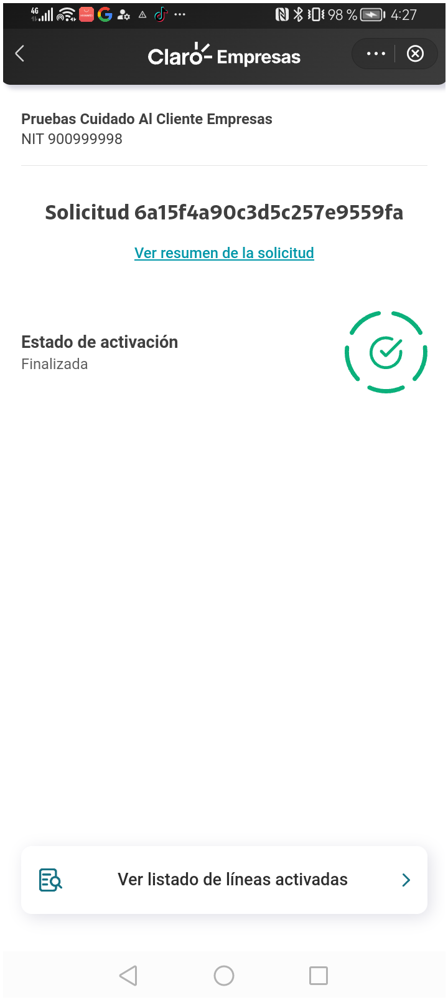 4G 98 % 4:27
Claro- Empresas
Pruebas Cuidado Al Cliente Empresas
NIT 900999998
Solicitud 6a15f4a90c3d5c257e9559fa
Ver resumen de la solicitud
Estado de activación
Finalizada
Ver listado de líneas activadas